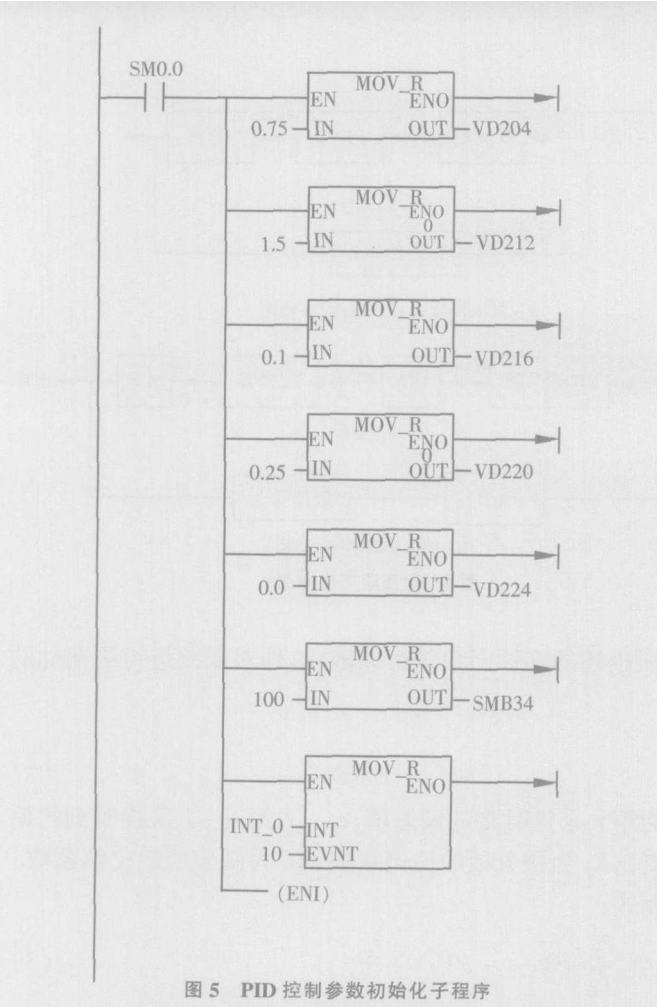 SM0.0
MOV_R
EN ENO
0.75 IN OUT VD204
MOV_R
EN ENO
0
1.5 IN OUT VD212
MOV_R
EN ENO
0.1 IN OUT VD216
MOV_R
EN ENO
0
0.25 IN OUT VD220
MOV_R
EN ENO
0.0 IN OUT VD224
MOV_R
EN ENO
100 IN OUT SMB34
MOV_R
EN ENO
INT_0 INT
10 EVNT
(ENI)
图 5 PID 控制参数初始化子程序